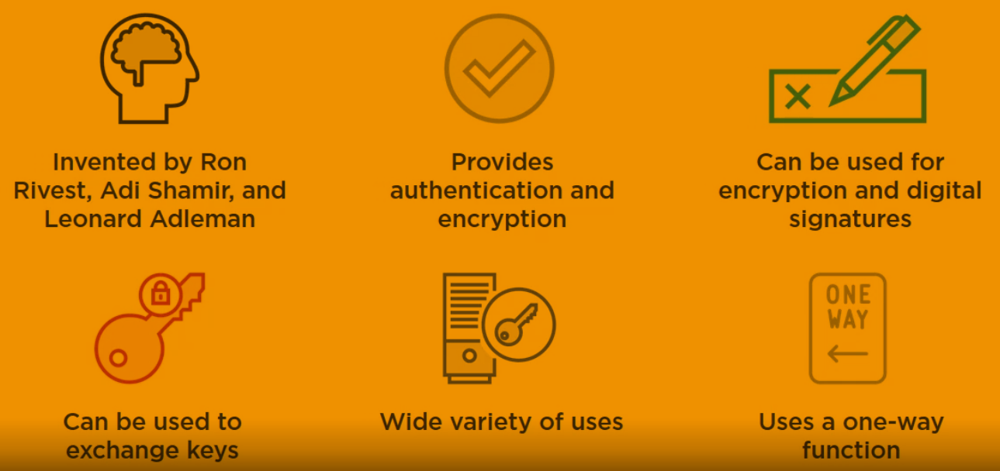 Invented by Ron
Rivest, Adi Shamir, and
Leonard Adleman
Provides
authentication and
encryption
Can be used for
encryption and digital
signatures
Can be used to
exchange keys
Wide variety of uses
ONE
WAY
Uses a one-way
function